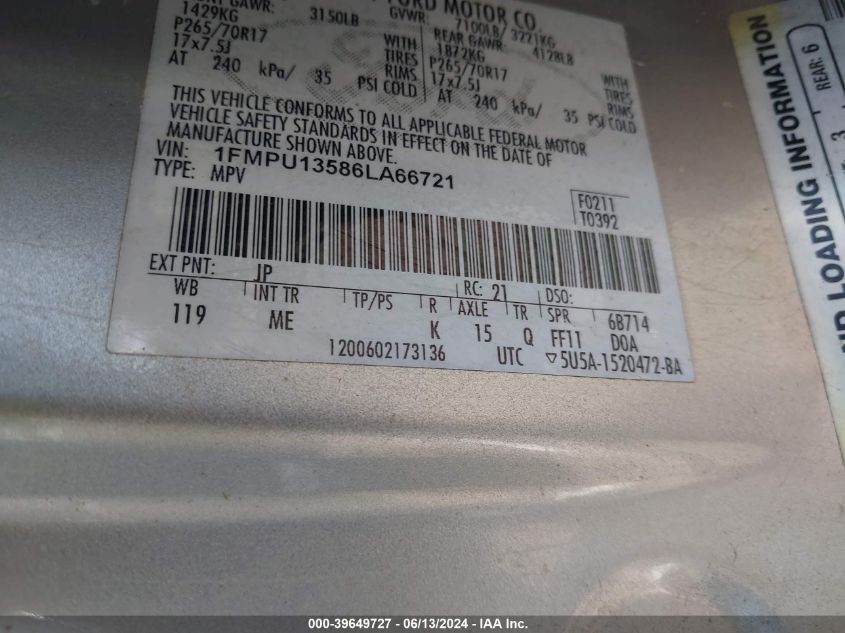 FORD MOTOR CO.
GAWR: 3150LB GVWR: 7100LB/ 3221KG
1429KG REAR GAWR: 4128LB
P265/70R17 WITH 1872KG WITH
17x7.5J TIRES P265/70R17 TIRES
RIMS 17x7.5J RIMS
AT 240 kPa/ 35 PSI COLD AT 240 kPa/ 35 PSI COLD
THIS VEHICLE CONFORMS TO ALL APPLICABLE FEDERAL MOTOR
VEHICLE SAFETY STANDARDS IN EFFECT ON THE DATE OF
MANUFACTURE SHOWN ABOVE.
VIN: 1FMPU13586LA66721
TYPE: MPV
F0211
T0392
EXT PNT: JP RC: 21 DSO:
WB INT TR TP/PS R AXLE TR SPR 6B714
119 ME K 15 Q FF11 D0A
1200602173136 UTC ▽5U5A-1520472-BA
ND LOADING INFORMATION
REAR: 6
3
000-39649727 - 06/13/2024 - IAA Inc.